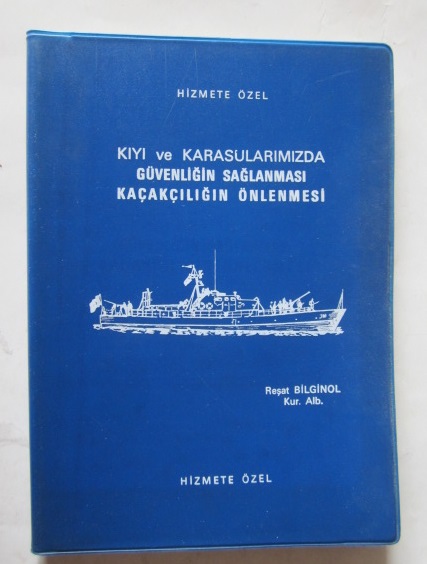 HİZMETE ÖZEL
KIYI ve KARASULARIMIZDA
GÜVENLİĞİN SAĞLANMASI
KAÇAKÇILIĞIN ÖNLENMESİ
Reşat BİLGİNOL
Kur. Alb.
HİZMETE ÖZEL